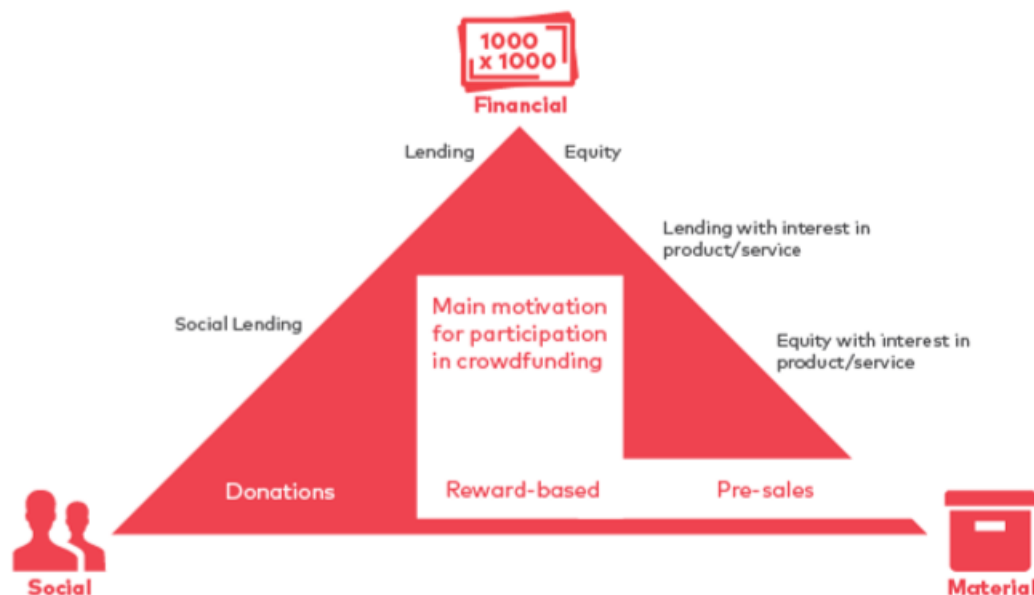 1000
x 1000
Financial
Lending
Equity
Lending with interest in
product/service
Main motivation
for participation
in crowdfunding
Social Lending
Equity with interest in
product/service
Donations
Reward-based
Pre-sales
Social
Material